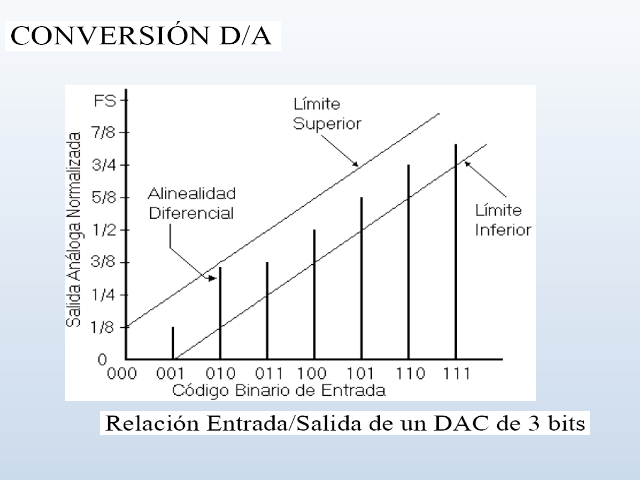 CONVERSIÓN D/A
Salida Análoga Normalizada
FS
7/8
3/4
5/8
1/2
3/8
1/4
1/8
0
Límite
Superior
Alinealidad
Diferencial
Límite
Inferior
000 001 010 011 100 101 110 111
Código Binario de Entrada
Relación Entrada/Salida de un DAC de 3 bits